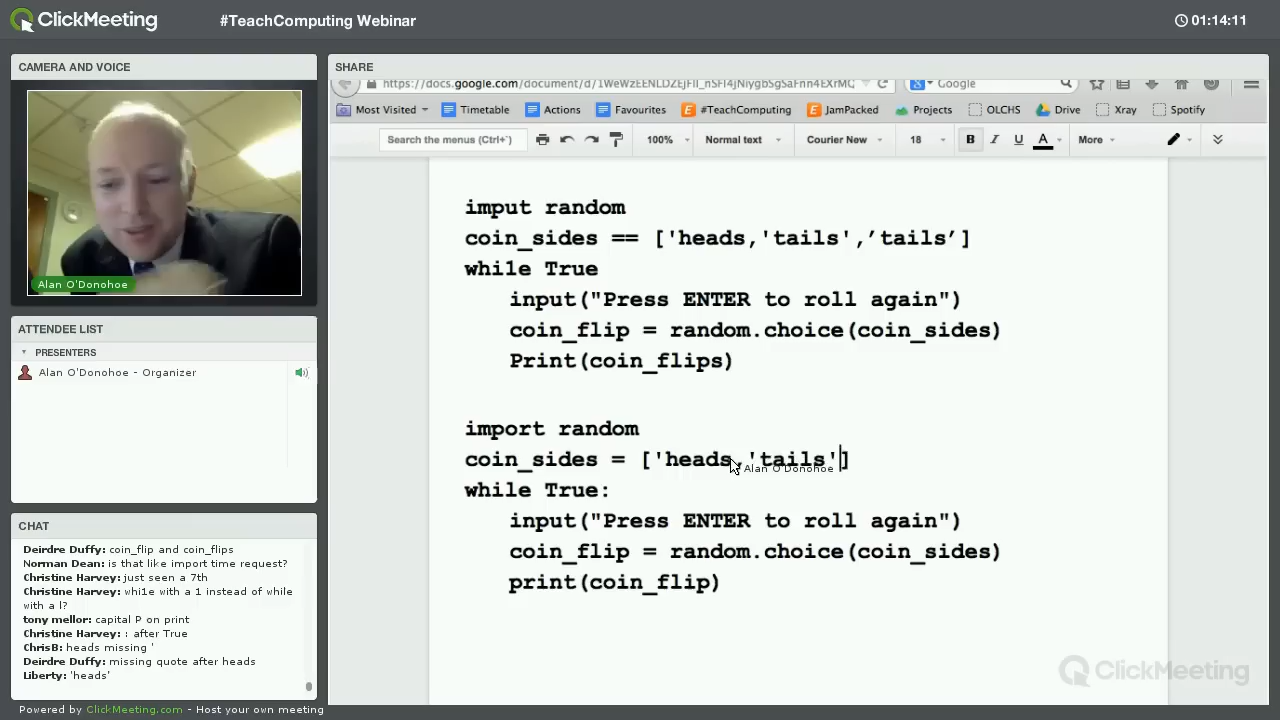 ClickMeeting
#TeachComputing Webinar
01:14:11
CAMERA AND VOICE
Alan O'Donohoe
ATTENDEE LIST
PRESENTERS
Alan O'Donohoe - Organizer
CHAT
Deirdre Duffy: coin_flip and coin_flips
Norman Dean: is that like import time request?
Christine Harvey: just seen a 7th
Christine Harvey: whi1e with a 1 instead of while
with a l?
tony mellor: capital P on print
Christine Harvey: : after True
ChrisB: heads missing '
Deirdre Duffy: missing quote after heads
Liberty: 'heads'
Powered by ClickMeeting.com - Host your own meeting
SHARE
Google
Most Visited
Timetable
Actions
Favourites
#TeachComputing
JamPacked
Projects
OLCHS
Drive
Xray
Spotify
Search the menus (Ctrl+`)
100%
Normal text
Courier New
18
B
I
U
A
More
imput random
coin_sides == ['heads,'tails',’tails’]
whi1e True
input("Press ENTER to roll again")
coin_flip = random.choice(coin_sides)
Print(coin_flips)
import random
coin_sides = ['heads,'tails']
Alan O'Donohoe
while True:
input("Press ENTER to roll again")
coin_flip = random.choice(coin_sides)
print(coin_flip)
ClickMeeting